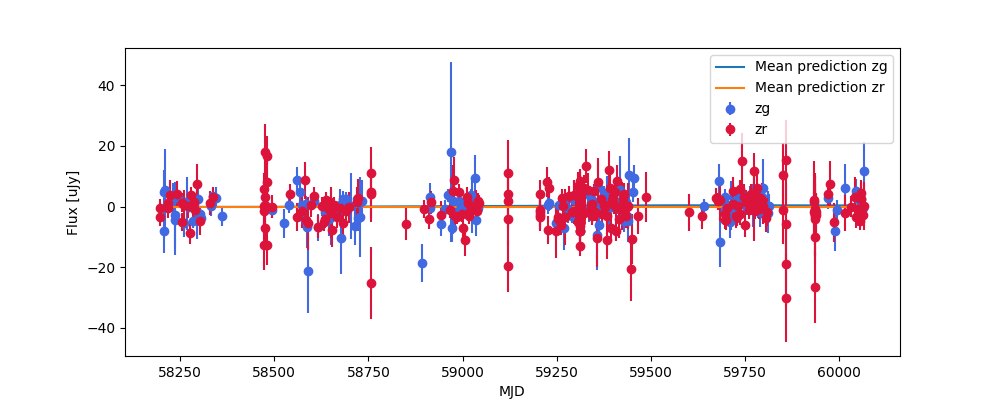 Mean prediction zg
Mean prediction zr
zg
zr
40
20
0
−20
−40
Flux [uJy]
58250
58500
58750
59000
59250
59500
59750
60000
MJD